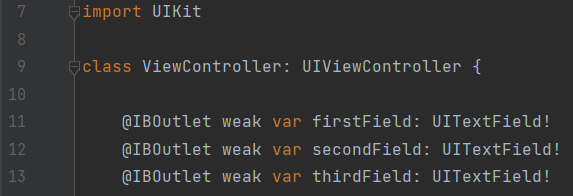 7 import UIKit
8
9 class ViewController: UIViewController {
10
11 @IBOutlet weak var firstField: UITextField!
12 @IBOutlet weak var secondField: UITextField!
13 @IBOutlet weak var thirdField: UITextField!